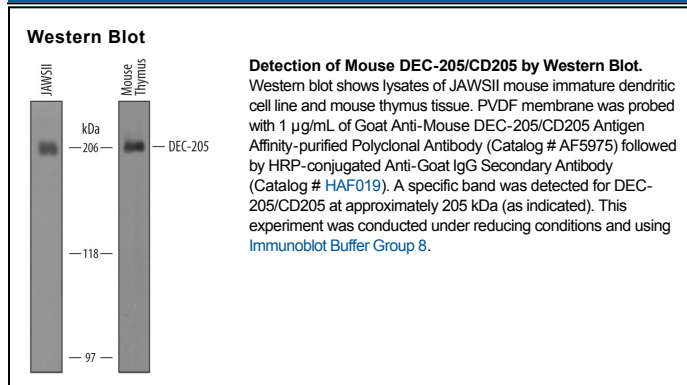 Western Blot
JAWSII
Mouse
Thymus
kDa
— 206 —
— DEC-205
— 118 —
— 97 —
Detection of Mouse DEC-205/CD205 by Western Blot.
Western blot shows lysates of JAWSII mouse immature dendritic
cell line and mouse thymus tissue. PVDF membrane was probed
with 1 µg/mL of Goat Anti-Mouse DEC-205/CD205 Antigen
Affinity-purified Polyclonal Antibody (Catalog # AF5975) followed
by HRP-conjugated Anti-Goat IgG Secondary Antibody
(Catalog # HAF019). A specific band was detected for DEC-
205/CD205 at approximately 205 kDa (as indicated). This
experiment was conducted under reducing conditions and using
Immunoblot Buffer Group 8.